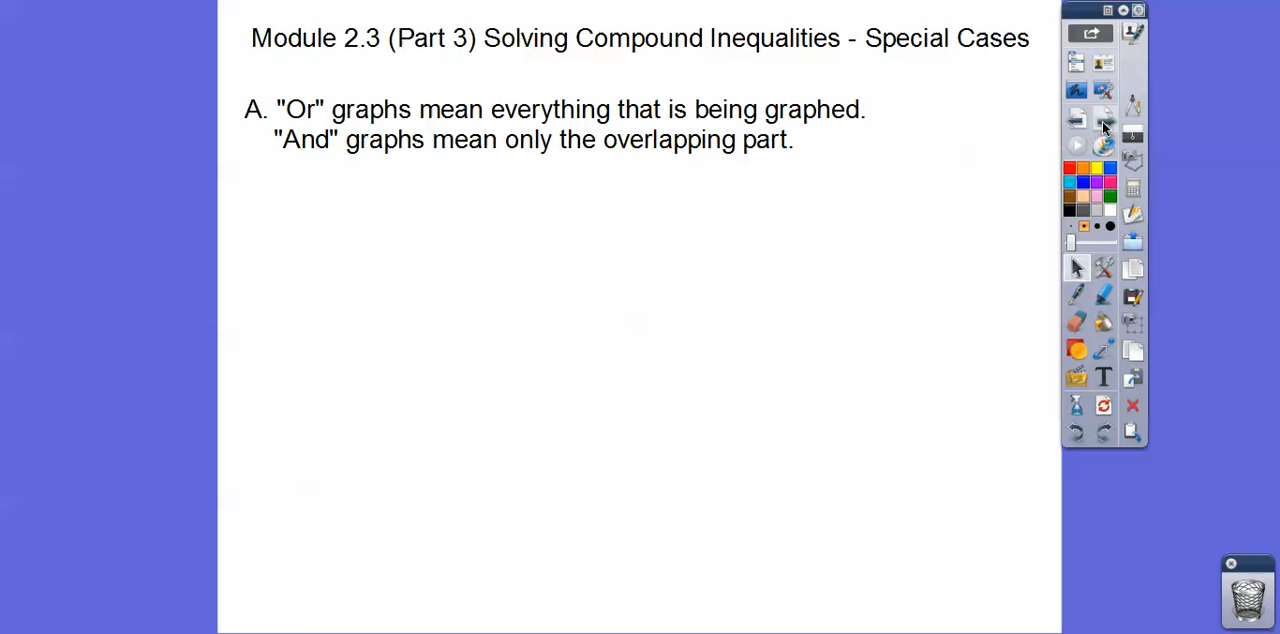 Module 2.3 (Part 3) Solving Compound Inequalities - Special Cases
A. "Or" graphs mean everything that is being graphed.
"And" graphs mean only the overlapping part.